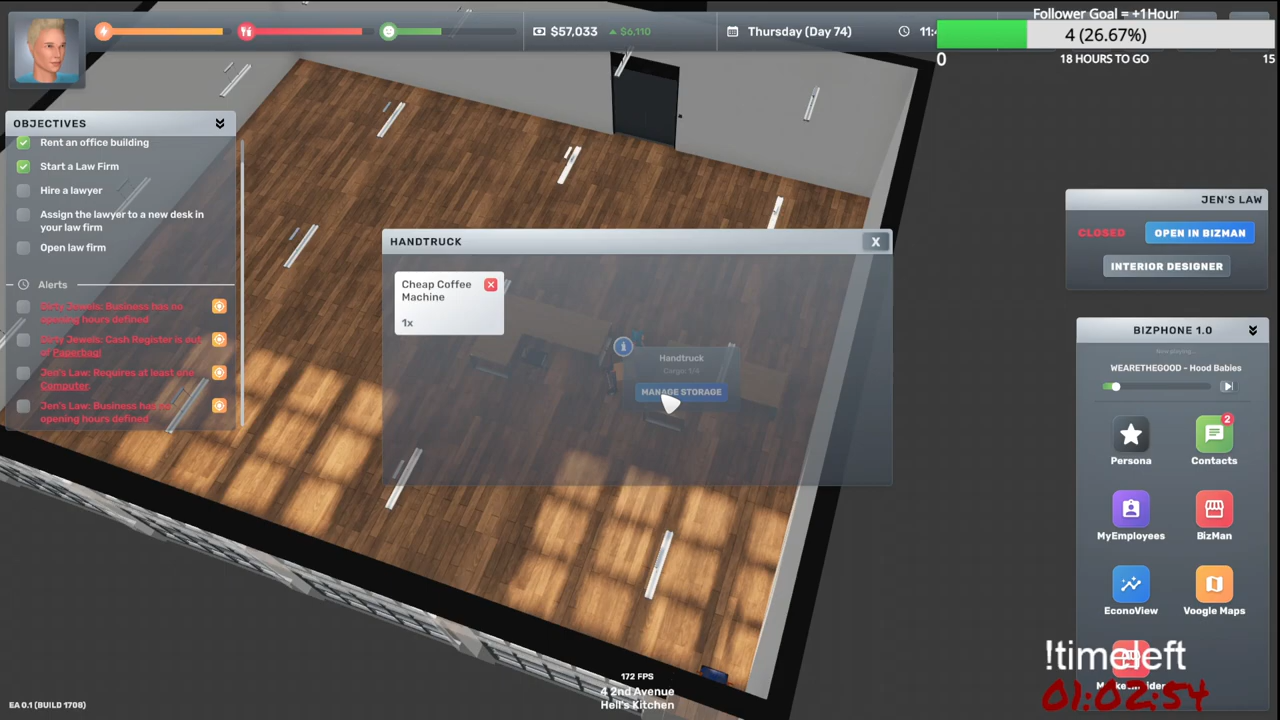 $57,033
$6.110
Thursday (Day 74)
Follower Goal = +1Hour
4 (26.67%)
0
18 HOURS TO GO
15
OBJECTIVES
Rent an office building
Start a Law Firm
Hire a lawyer
Assign the lawyer to a new desk in
your law firm
Open law firm
Alerts
Dirty Jewels: Business has no
opening hours defined
Dirty Jewels: Cash Register is out
of Paperbag!
Jen's Law: Requires at least one
Computer.
Jen's Law: Business has no
opening hours defined
HANDTRUCK
X
Cheap Coffee
Machine
1x
Handtruck
Cargo: 1/4
MANAGE STORAGE
JEN'S LAW
CLOSED
OPEN IN BIZMAN
INTERIOR DESIGNER
BIZPHONE 1.0
Now playing...
WEARETHEGOOD - Hood Babies
Persona
2
Contacts
MyEmployees
BizMan
EconoView
Voogle Maps
!timeleft
01:02:54
172 FPS
4 2nd Avenue
Hell's Kitchen
EA 0.1 (BUILD 1708)